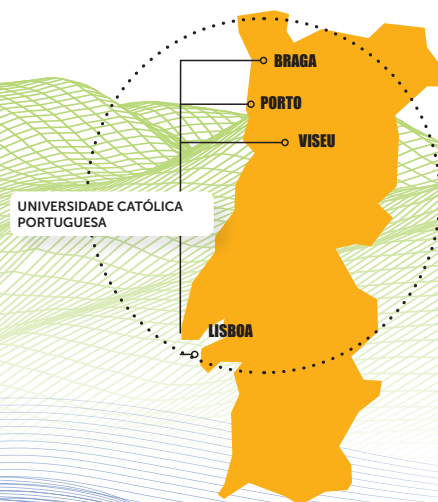 BRAGA
PORTO
VISEU
UNIVERSIDADE CATÓLICA
PORTUGUESA
LISBOA